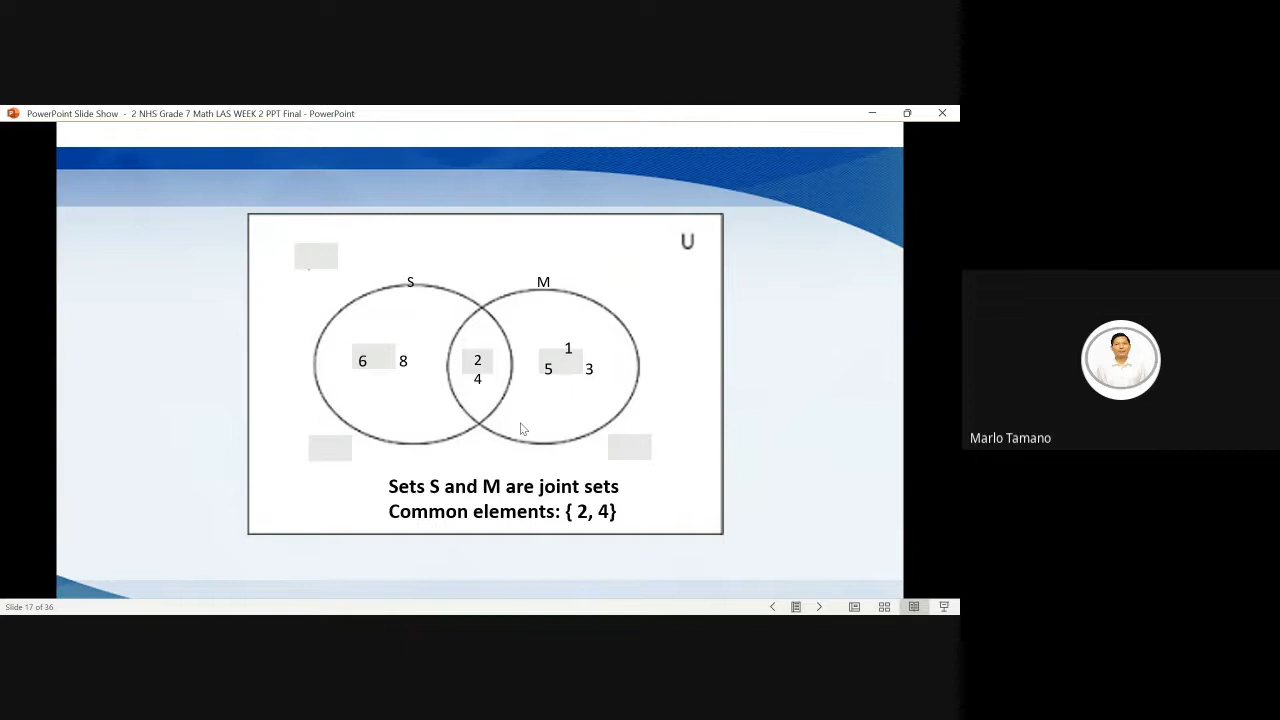 PowerPoint Slide Show - 2 NHS Grade 7 Math LAS WEEK 2 PPT Final - PowerPoint
U
S M
6 8 2 4 1 5 3
Sets S and M are joint sets
Common elements: { 2, 4}
Marlo Tamano
Slide 17 of 36